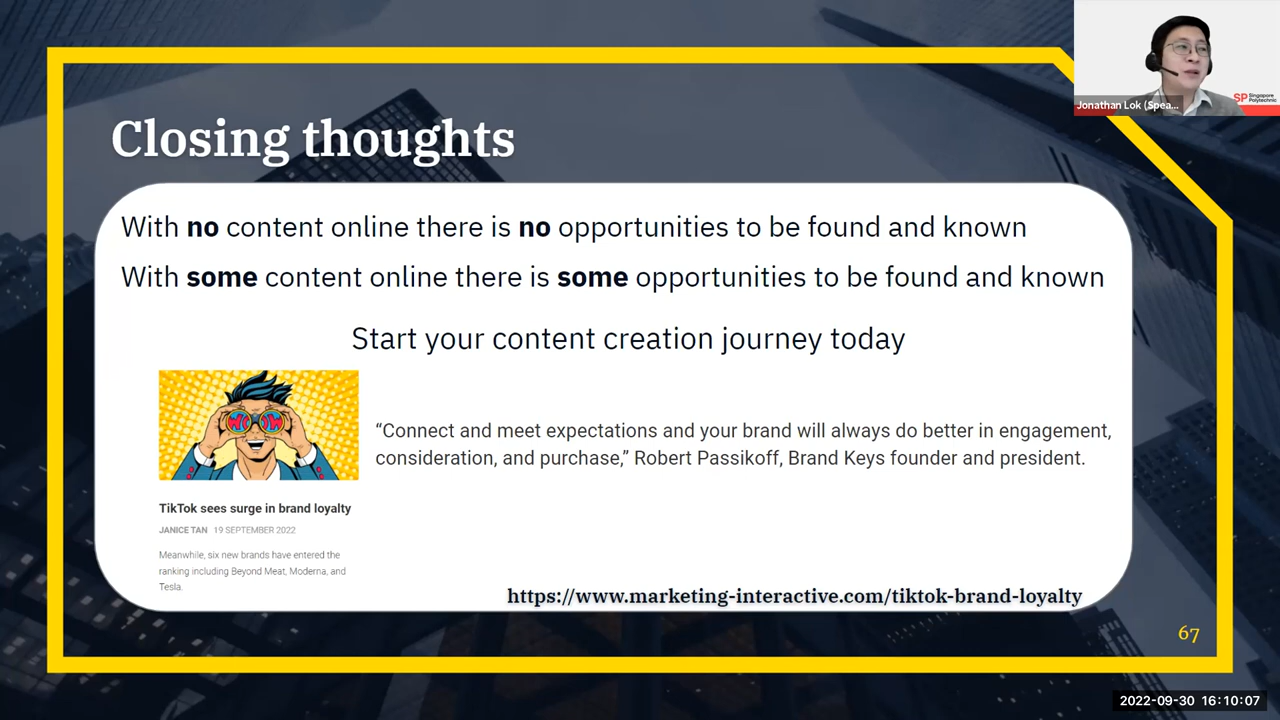 Closing thoughts
With no content online there is no opportunities to be found and known
With some content online there is some opportunities to be found and known
Start your content creation journey today
WOW
“Connect and meet expectations and your brand will always do better in engagement,
consideration, and purchase,” Robert Passikoff, Brand Keys founder and president.
TikTok sees surge in brand loyalty
JANICE TAN 19 SEPTEMBER 2022
Meanwhile, six new brands have entered the
ranking including Beyond Meat, Moderna, and
Tesla.
https://www.marketing-interactive.com/tiktok-brand-loyalty
67
Jonathan Lok (Spea...
SP Singapore
Polytechnic
2022-09-30 16:10:07